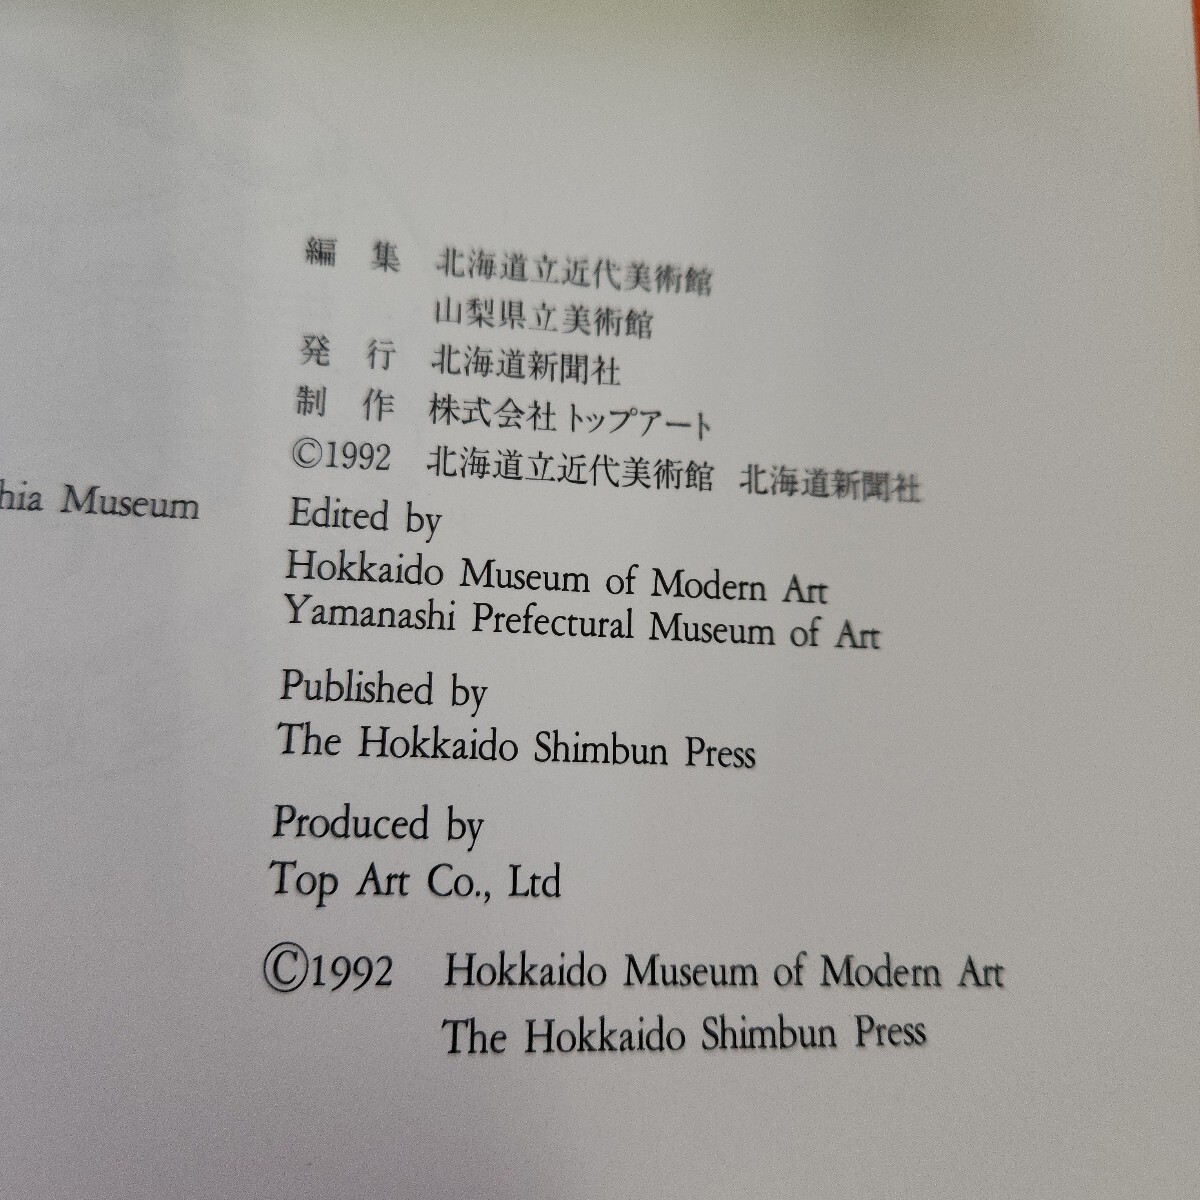 編 集 北海道立近代美術館
山梨県立美術館
発 行 北海道新聞社
制 作 株式会社トップアート
©1992 北海道立近代美術館 北海道新聞社
Museum
Edited by
Hokkaido Museum of Modern Art
Yamanashi Prefectural Museum of Art
Published by
The Hokkaido Shimbun Press
Produced by
Top Art Co., Ltd
©1992 Hokkaido Museum of Modern Art
The Hokkaido Shimbun Press